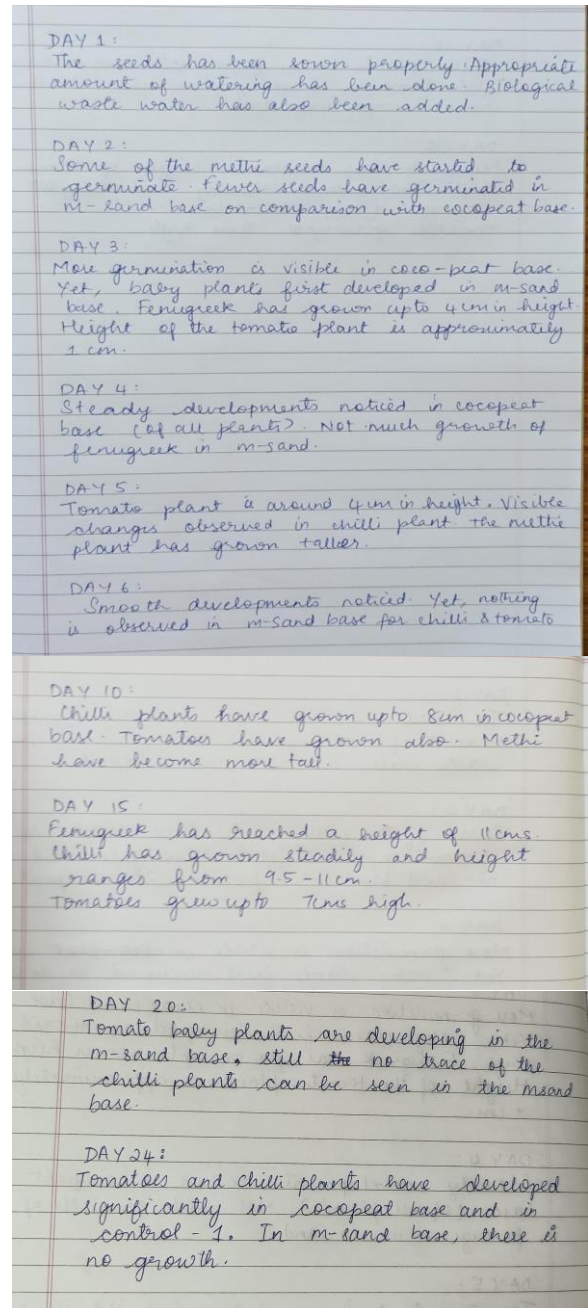 DAY 1:
The seeds has been sown properly. Appropriate
amount of watering has been done. Biological
waste water has also been added.
DAY 2:
Some of the methi seeds have started to
germinate. Fewer seeds have germinated in
m-sand base on comparison with cocopeat base.
DAY 3:
More germination is visible in coco-peat base.
Yet, baby plants first developed in m-sand
base. Fenugreek has grown upto 4cm in height.
Height of the tomato plant is approximately
1 cm.
DAY 4:
Steady developments noticed in cocopeat
base (of all plants). Not much growth of
fenugreek in m-sand.
DAY 5:
Tomato plant is around 4cm in height. Visible
changes observed in chilli plant. The methi
plant has grown taller.
DAY 6:
Smooth developments noticed. Yet, nothing
is observed in m-sand base for chilli & tomato
DAY 10:
Chilli plants have grown upto 8cm in cocopeat
base. Tomatoes have grown also. Methi
have become more tall.
DAY 15:
Fenugreek has reached a height of 11cms.
Chilli has grown steadily and height
ranges from 9.5-11cm.
Tomatoes grew upto 7cms high.
DAY 20:
Tomato baby plants are developing in the
m-sand base. still the no trace of the
chilli plants can be seen in the msand
base.
DAY 24:
Tomatoes and chilli plants have developed
significantly in cocopeat base and in
control-1. In m-sand base, there is
no growth.